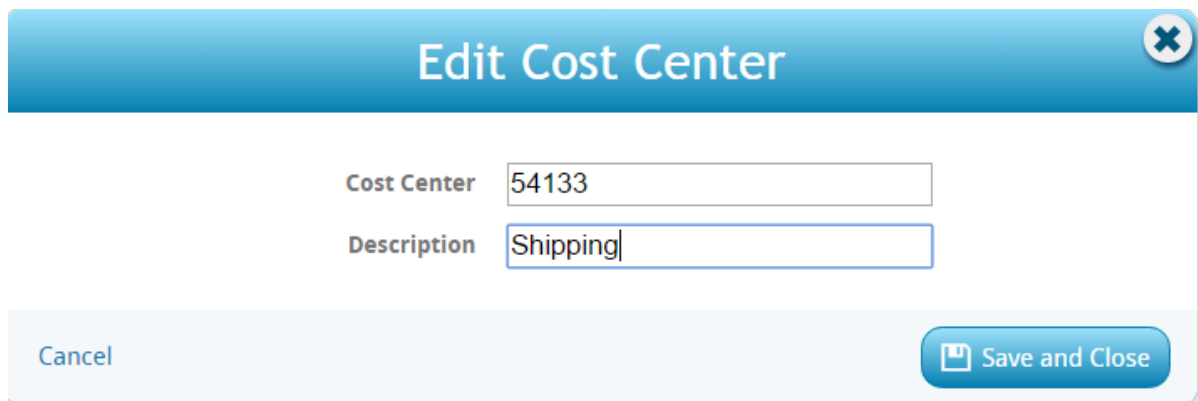 Edit Cost Center
Cost Center 54133
Description Shipping
Cancel Save and Close